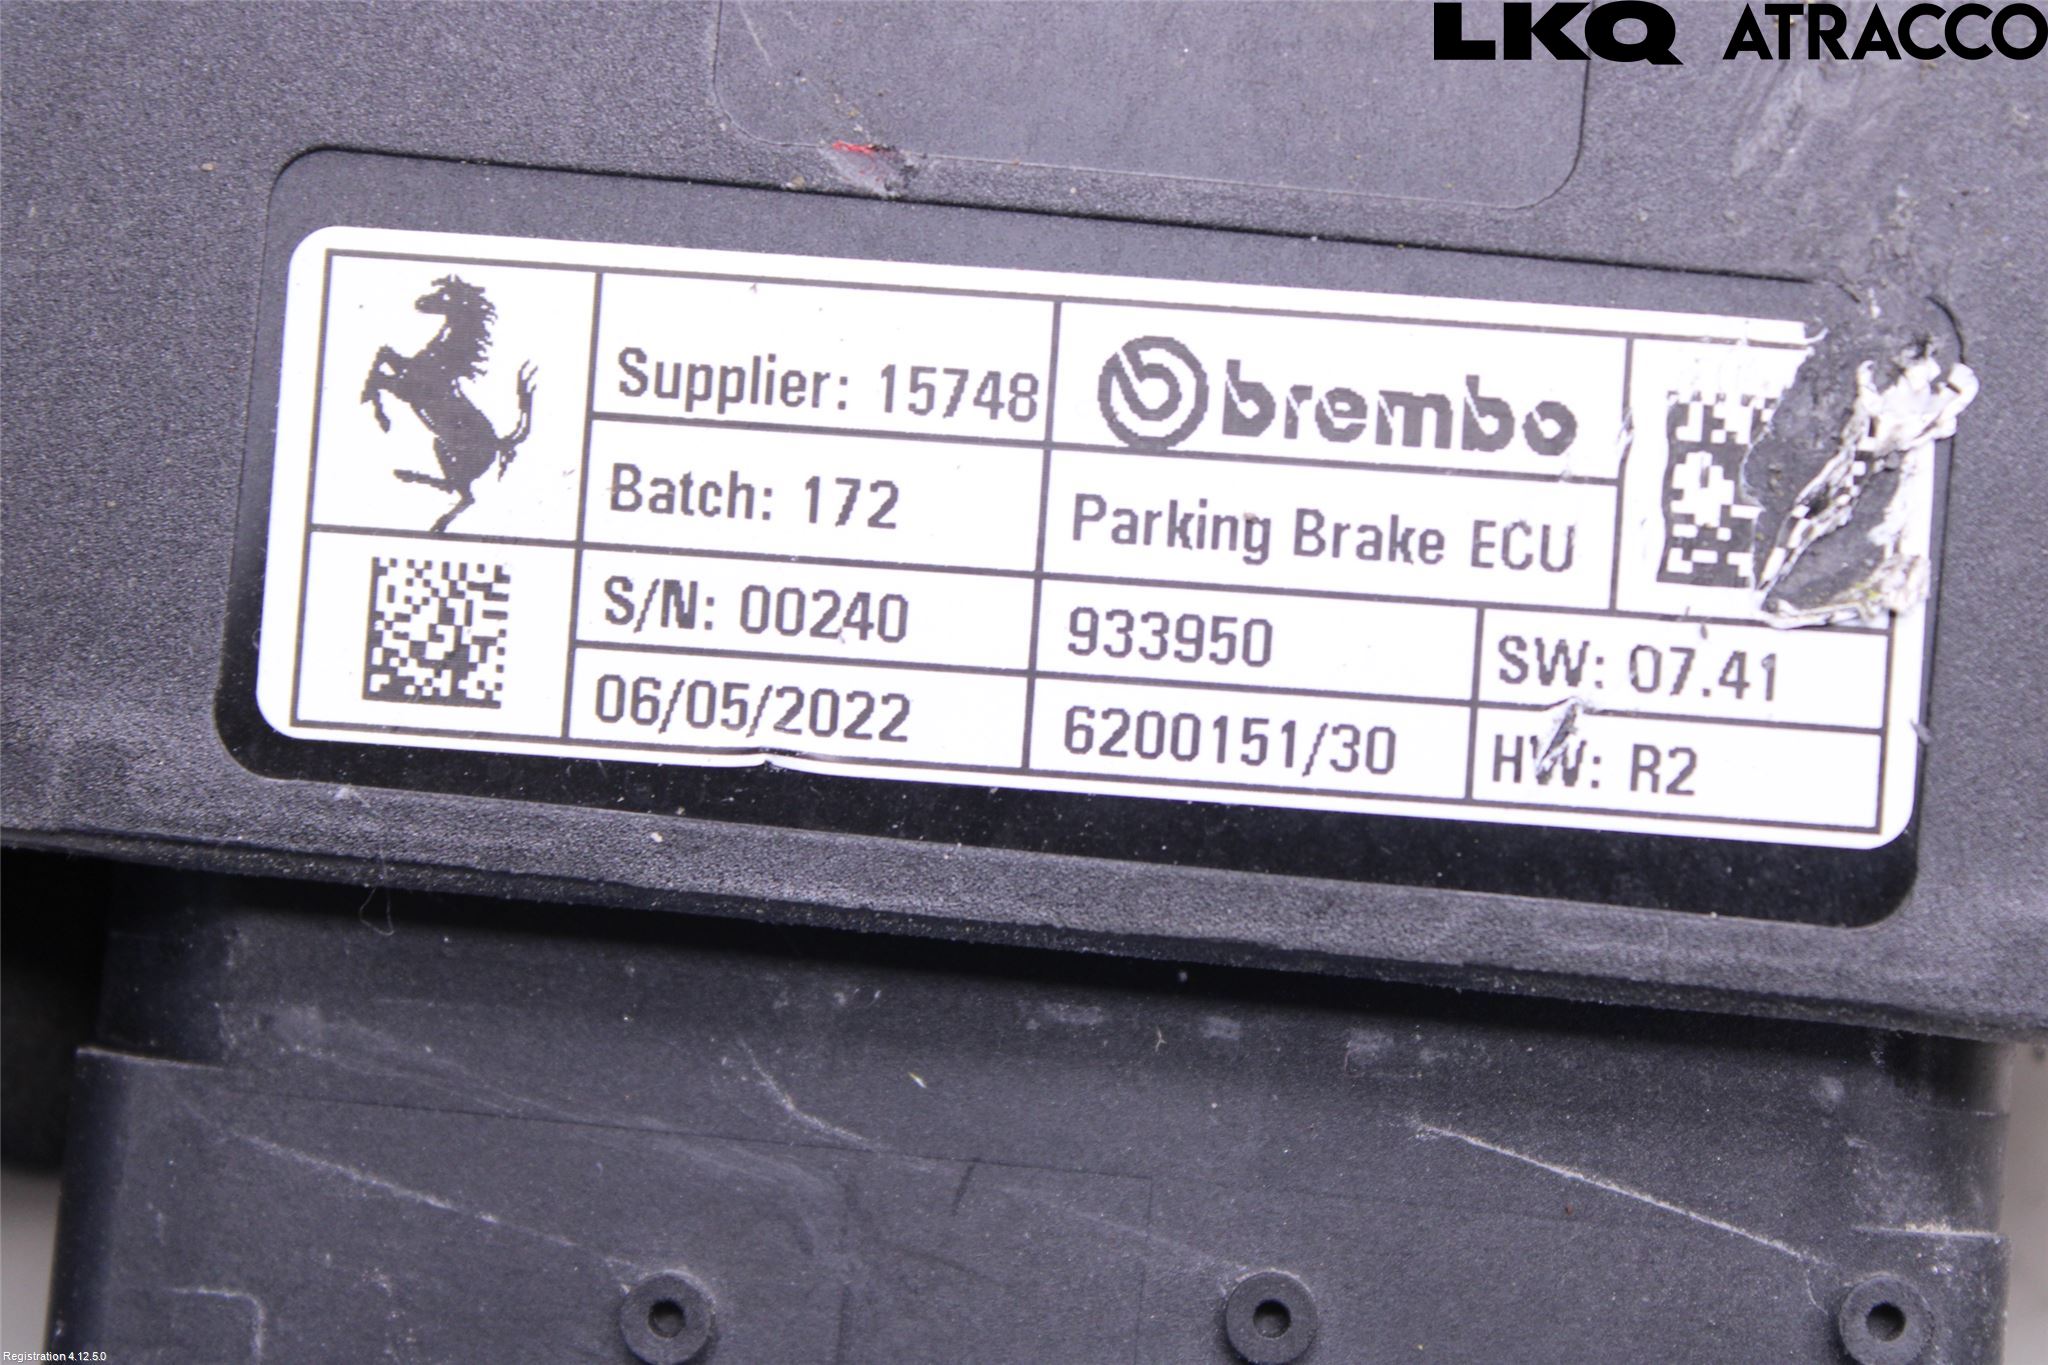 LKQ ATRACCO
Supplier: 15748
brembo
Batch: 172
Parking Brake ECU
S/N: 00240
933950
SW: 07.41
06/05/2022
6200151/30
HW: R2
Registration 4.12.5.0